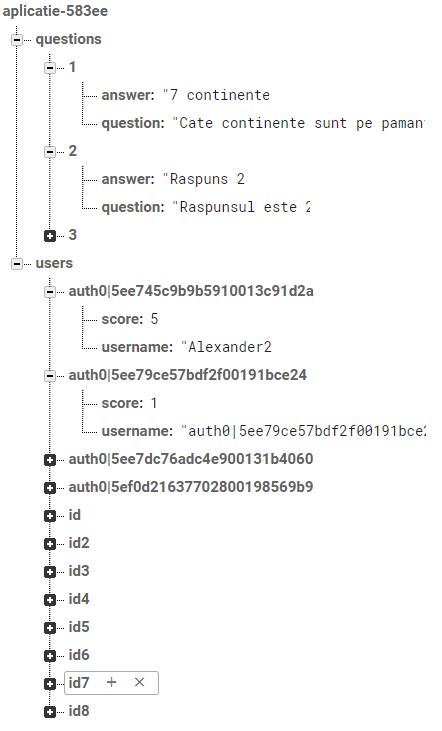 aplicatie-583ee
questions
1
answer: "7 continente
question: "Cate continente sunt pe paman
2
answer: "Raspuns 2
question: "Raspunsul este 2
3
users
auth0|5ee745c9b9b5910013c91d2a
score: 5
username: "Alexander2
auth0|5ee79ce57bdf2f00191bce24
score: 1
username: "auth0|5ee79ce57bdf2f00191bce2
auth0|5ee7dc76adc4e900131b4060
auth0|5ef0d21637702800198569b9
id
id2
id3
id4
id5
id6
id7 + ×
id8